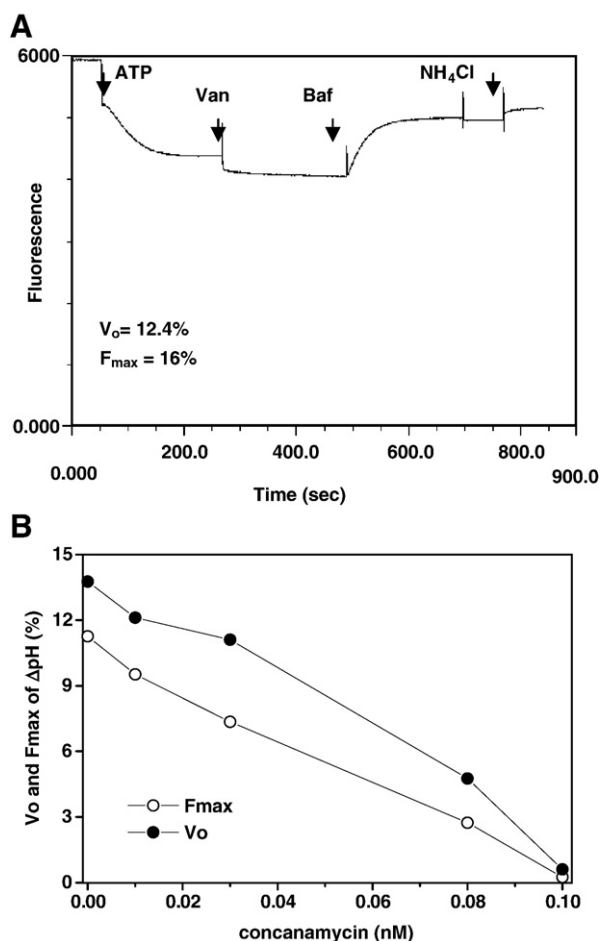 A
6000
ATP
Van
Baf
NH₄Cl
Fluorescence
Vₒ= 12.4%
Fₘₐₓ = 16%
0.000
0.000
200.0
400.0
600.0
800.0
900.0
Time (sec)
B
15
12
9
6
3
0
Vo and Fmax of ΔpH (%)
Fmax
Vo
0.00
0.02
0.04
0.06
0.08
0.10
concanamycin (nM)